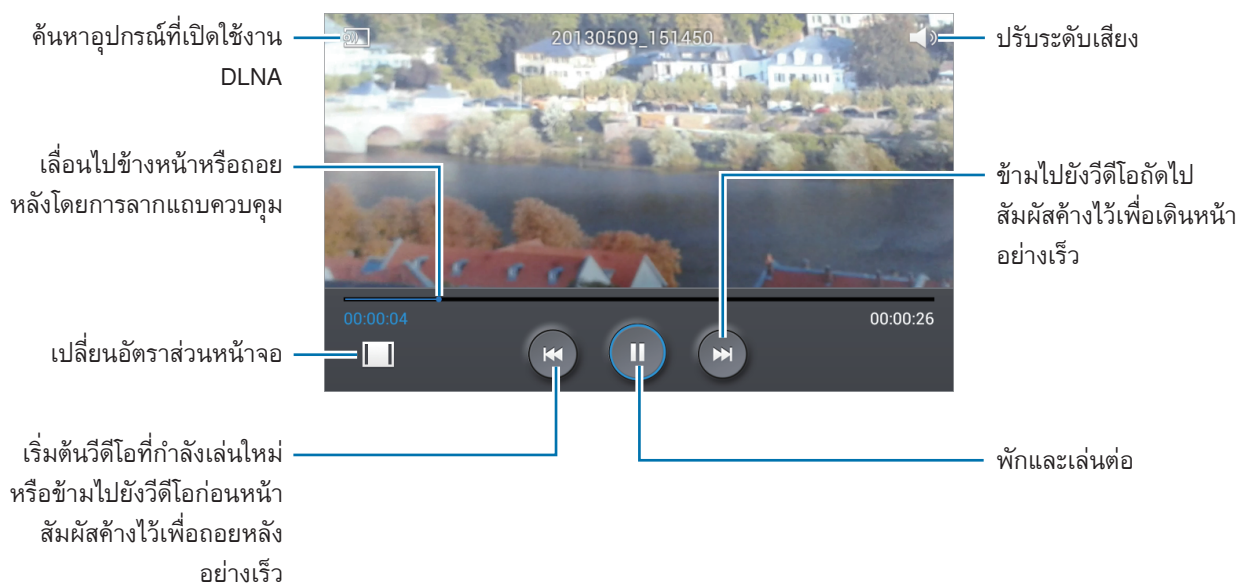 ค้นหาอุปกรณ์ที่เปิดใช้งาน
DLNA
20130509_151450
ปรับระดับเสียง
เลื่อนไปข้างหน้าหรือถอย
หลังโดยการลากแถบควบคุม
ข้ามไปยังวีดีโอถัดไป
สัมผัสค้างไว้เพื่อเดินหน้า
อย่างเร็ว
00:00:04
00:00:26
เปลี่ยนอัตราส่วนหน้าจอ
เริ่มต้นวีดีโอที่กำลังเล่นใหม่
หรือข้ามไปยังวีดีโอก่อนหน้า
สัมผัสค้างไว้เพื่อถอยหลัง
อย่างเร็ว
พักและเล่นต่อ